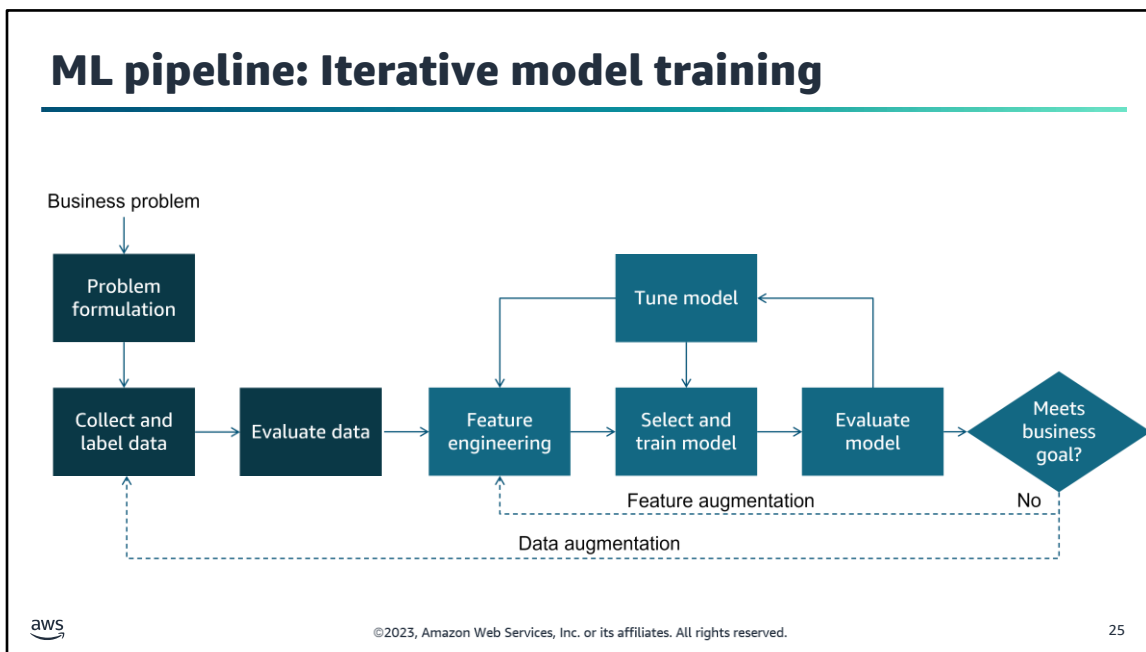 ML pipeline: Iterative model training
Business problem
Problem
formulation
Tune model
Collect and
label data
Evaluate data
Feature
engineering
Select and
train model
Evaluate
model
Meets
business
goal?
Feature augmentation
No
Data augmentation
aws
©2023, Amazon Web Services, Inc. or its affiliates. All rights reserved.
25